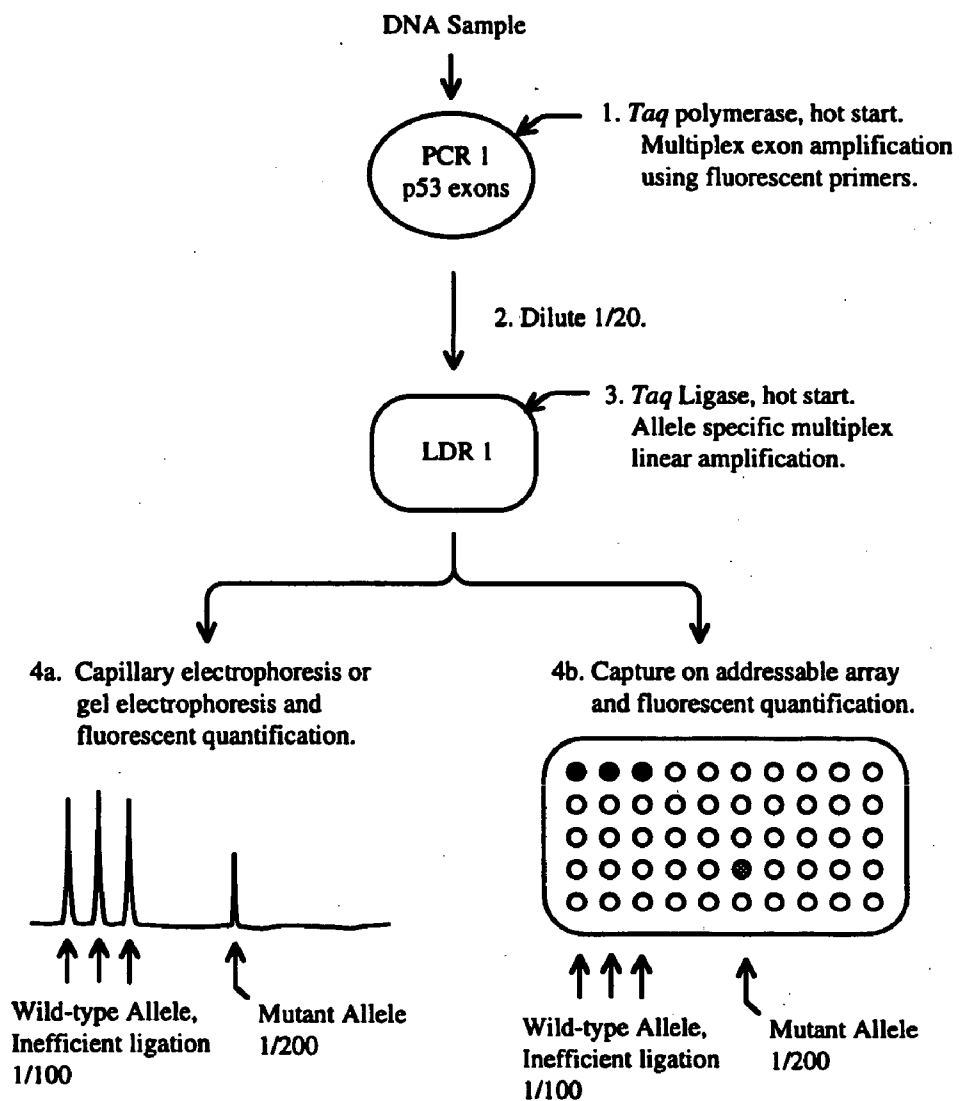 DNA Sample
PCR 1
p53 exons
1. Taq polymerase, hot start.
Multiplex exon amplification
using fluorescent primers.
2. Dilute 1/20.
LDR 1
3. Taq Ligase, hot start.
Allele specific multiplex
linear amplification.
4a. Capillary electrophoresis or
gel electrophoresis and
fluorescent quantification.
Wild-type Allele,
Inefficient ligation
1/100
Mutant Allele
1/200
4b. Capture on addressable array
and fluorescent quantification.
Wild-type Allele,
Inefficient ligation
1/100
Mutant Allele
1/200